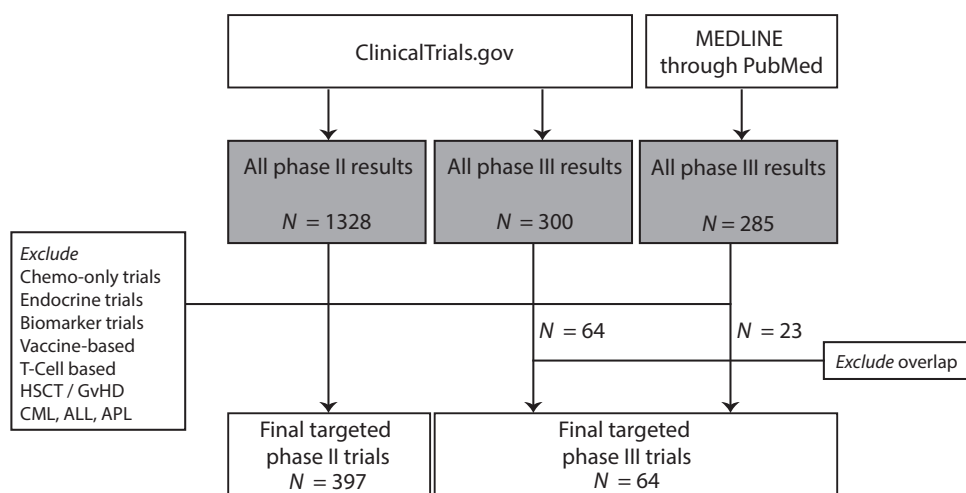 ClinicalTrials.gov
MEDLINE
through PubMed
All phase II results
N = 1328
All phase III results
N = 300
All phase III results
N = 285
Exclude
Chemo-only trials
Endocrine trials
Biomarker trials
Vaccine-based
T-Cell based
HSCT / GvHD
CML, ALL, APL
N = 64
N = 23
Exclude overlap
Final targeted
phase II trials
N = 397
Final targeted
phase III trials
N = 64